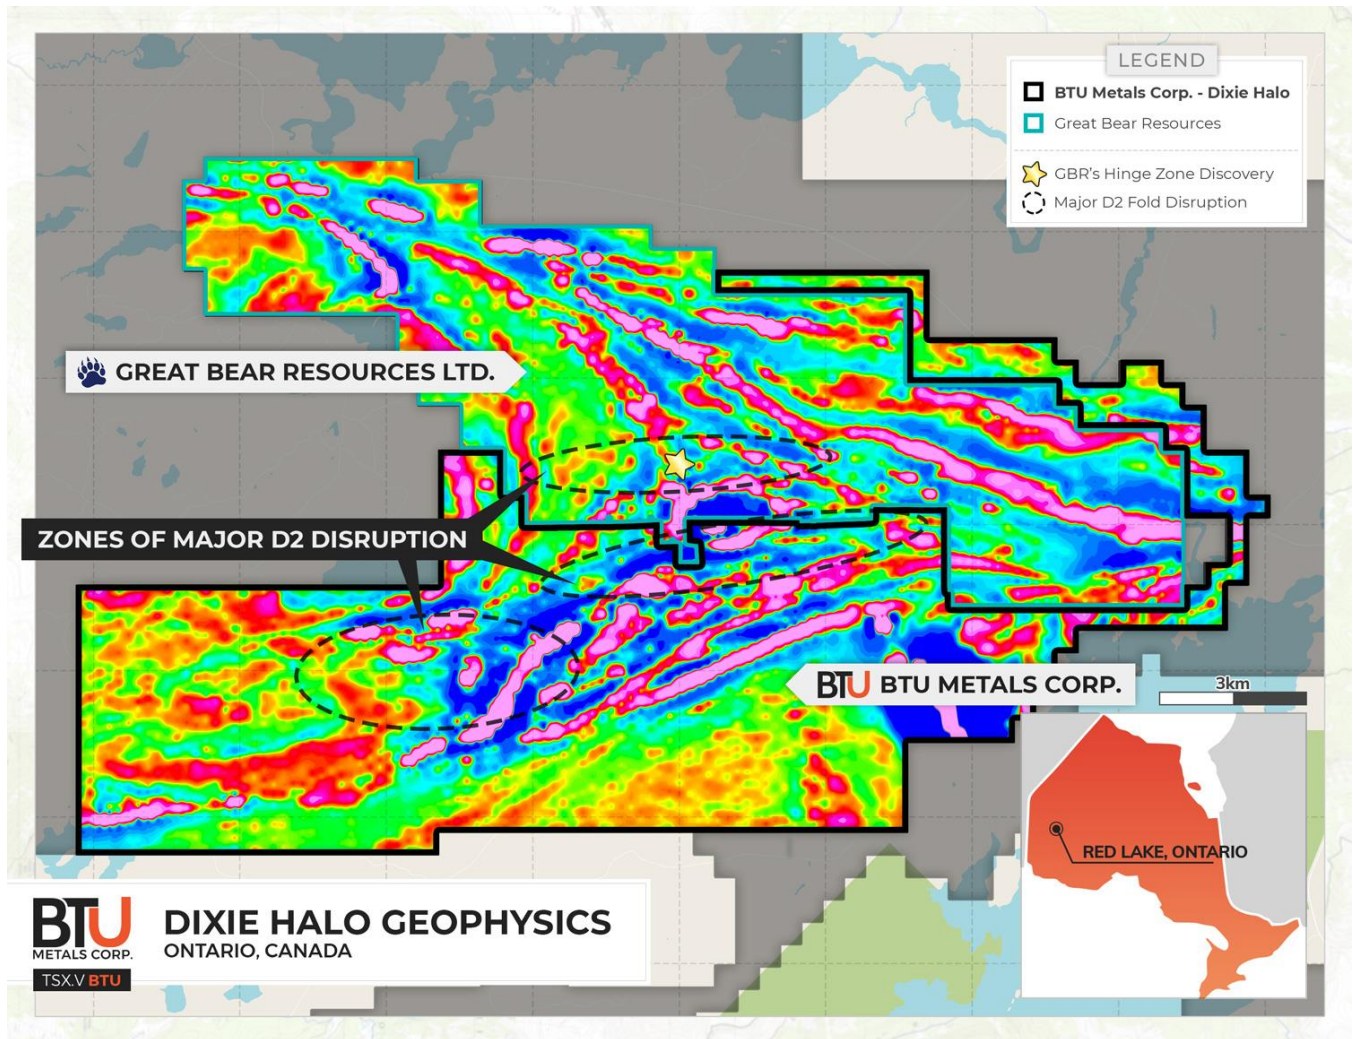 LEGEND
BTU Metals Corp. - Dixie Halo
Great Bear Resources
GBR's Hinge Zone Discovery
Major D2 Fold Disruption
GREAT BEAR RESOURCES LTD.
ZONES OF MAJOR D2 DISRUPTION
BTU BTU METALS CORP.
3km
RED LAKE, ONTARIO
BTU
METALS CORP.
TSX.V BTU
DIXIE HALO GEOPHYSICS
ONTARIO, CANADA